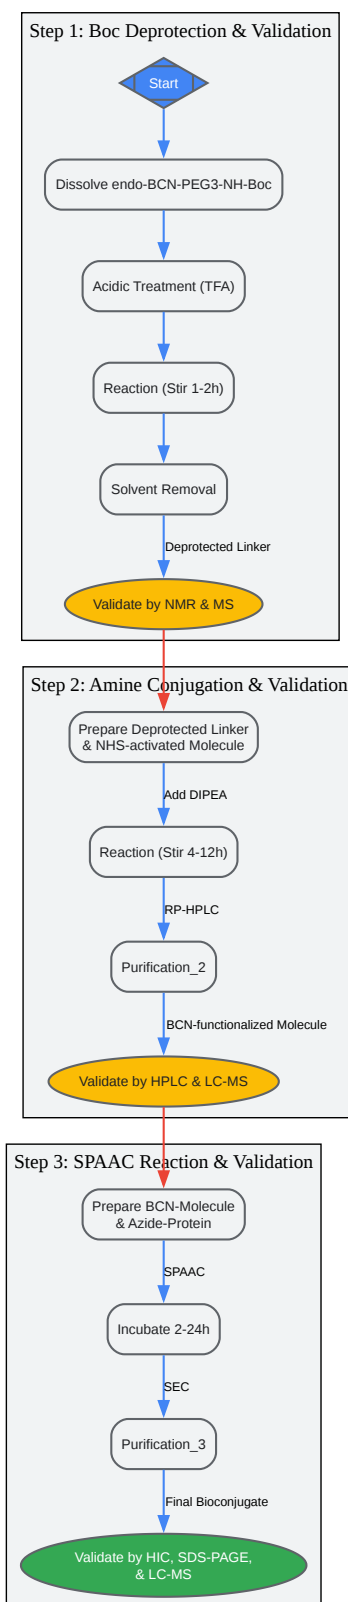 Step 1: Boc Deprotection & Validation
Start
Dissolve endo-BCN-PEG3-NH-Boc
Acidic Treatment (TFA)
Reaction (Stir 1-2h)
Solvent Removal
Deprotected Linker
Validate by NMR & MS
Step 2: Amine Conjugation & Validation
Prepare Deprotected Linker
& NHS-activated Molecule
Add DIPEA
Reaction (Stir 4-12h)
RP-HPLC
Purification_2
BCN-functionalized Molecule
Validate by HPLC & LC-MS
Step 3: SPAAC Reaction & Validation
Prepare BCN-Molecule
& Azide-Protein
SPAAC
Incubate 2-24h
SEC
Purification_3
Final Bioconjugate
Validate by HIC, SDS-PAGE,
& LC-MS